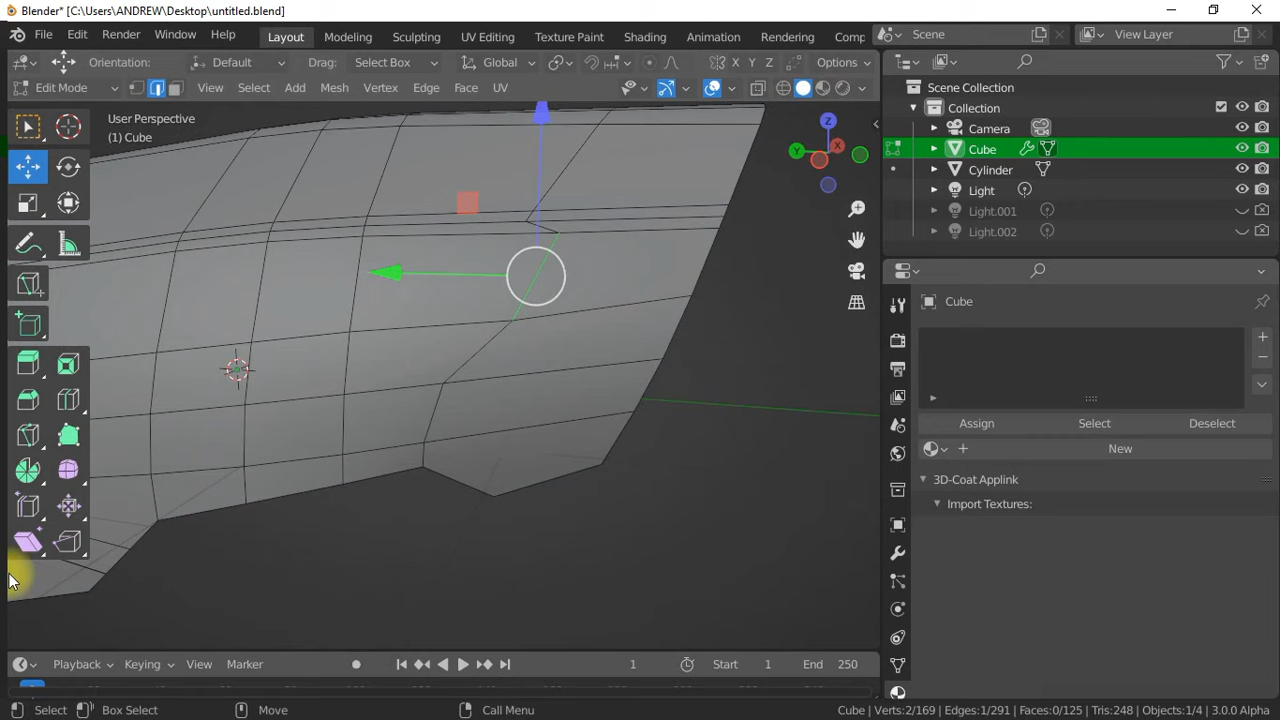 Blender* [C:\Users\ANDREW\Desktop\untitled.blend]
File Edit Render Window Help Layout Modeling Sculpting UV Editing Texture Paint Shading Animation Rendering Comp Scene View Layer
Orientation: Default Drag: Select Box Global X Y Z Options
Edit Mode View Select Add Mesh Vertex Edge Face UV
Scene Collection
Collection
Camera
Cube
Cylinder
Light
Light.001
Light.002
User Perspective
(1) Cube
Z
Y
X
Cube
Assign Select Deselect
New
3D-Coat Applink
Import Textures:
Playback Keying View Marker 1 Start 1 End 250
Select Box Select Move Call Menu Cube | Verts:2/169 | Edges:1/291 | Faces:0/125 | Tris:248 | Objects:1/4 | 3.0.0 Alpha